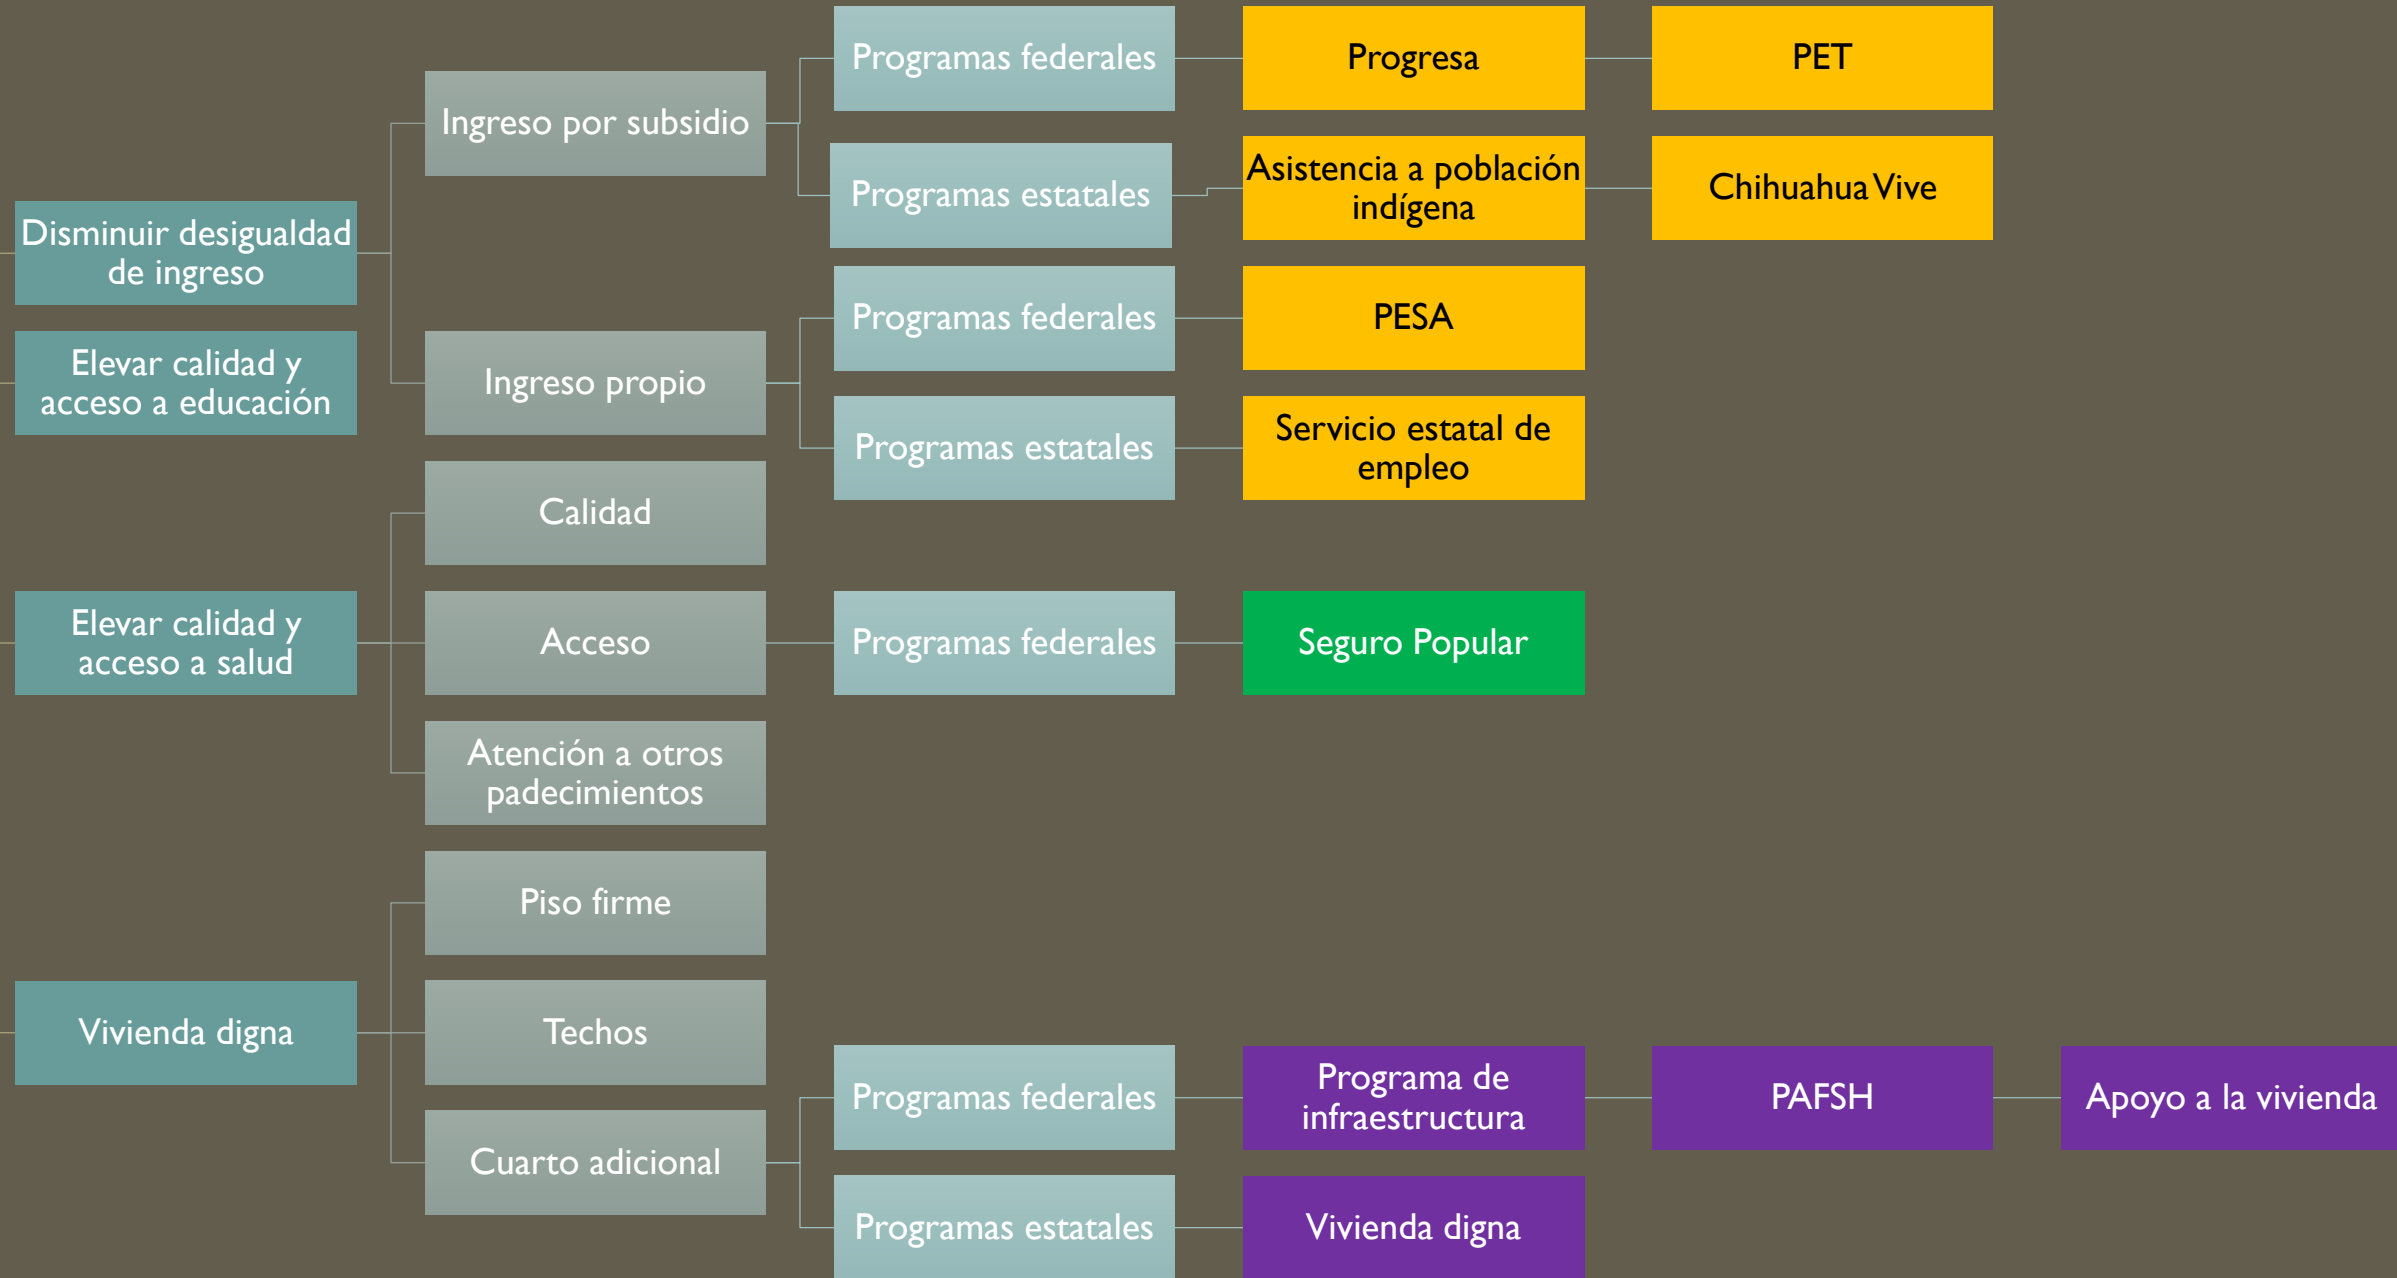 Programas federales
Progresa
PET
Ingreso por subsidio
Asistencia a población
indígena
Programas estatales
Chihuahua Vive
Disminuir desigualdad
de ingreso
Programas federales
PESA
Elevar calidad y
acceso a educación
Ingreso propio
Programas estatales
Servicio estatal de
empleo
Calidad
Elevar calidad y
acceso a salud
Acceso
Programas federales
Seguro Popular
Atención a otros
padecimientos
Piso firme
Vivienda digna
Techos
Programas federales
Programa de
infraestructura
PAFSH
Apoyo a la vivienda
Cuarto adicional
Programas estatales
Vivienda digna